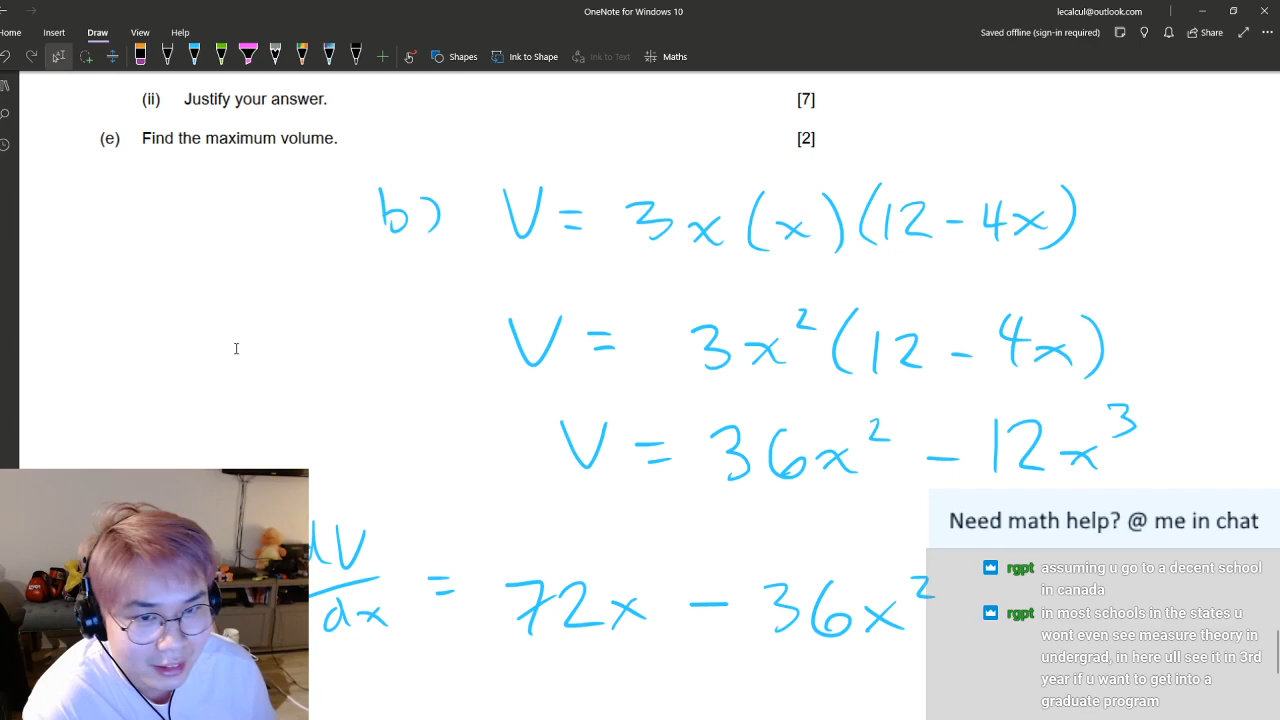 OneNote for Windows 10
lecalcul@outlook.com
Home Insert Draw View Help
Saved offline (sign-in required)
Share
Shapes Ink to Shape Ink to Text Maths
(ii) Justify your answer. [7]
(e) Find the maximum volume. [2]
b) V = 3x(x)(12 - 4x)
V = 3x²(12 - 4x)
V = 36x² - 12x³
dV/dx = 72x - 36x²
Need math help? @ me in chat
rgpt assuming u go to a decent school
in canada
rgpt in most schools in the states u
wont even see measure theory in
undergrad, in here ull see it in 3rd
year if u want to get into a
graduate program